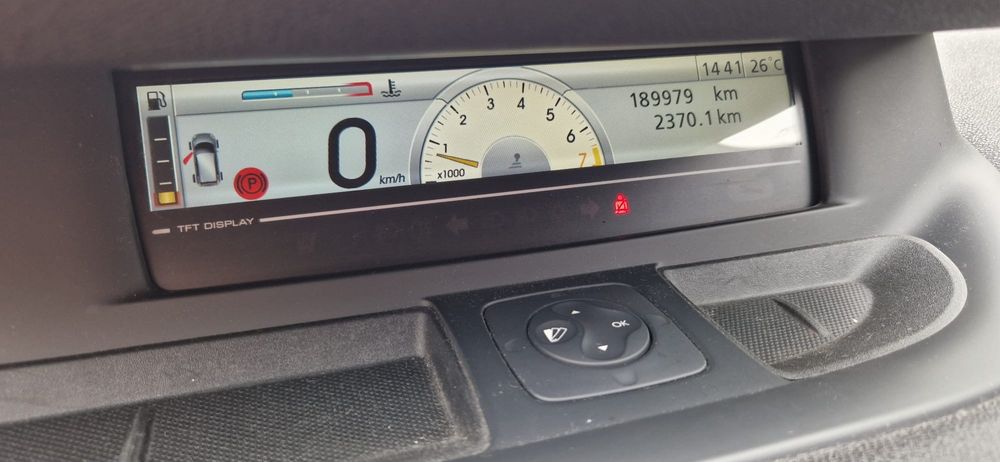 14 41 26°C
189979 km
2370.1 km
1 2 3 4 5 6 7
x1000
0 km/h
P
TFT DISPLAY
OK